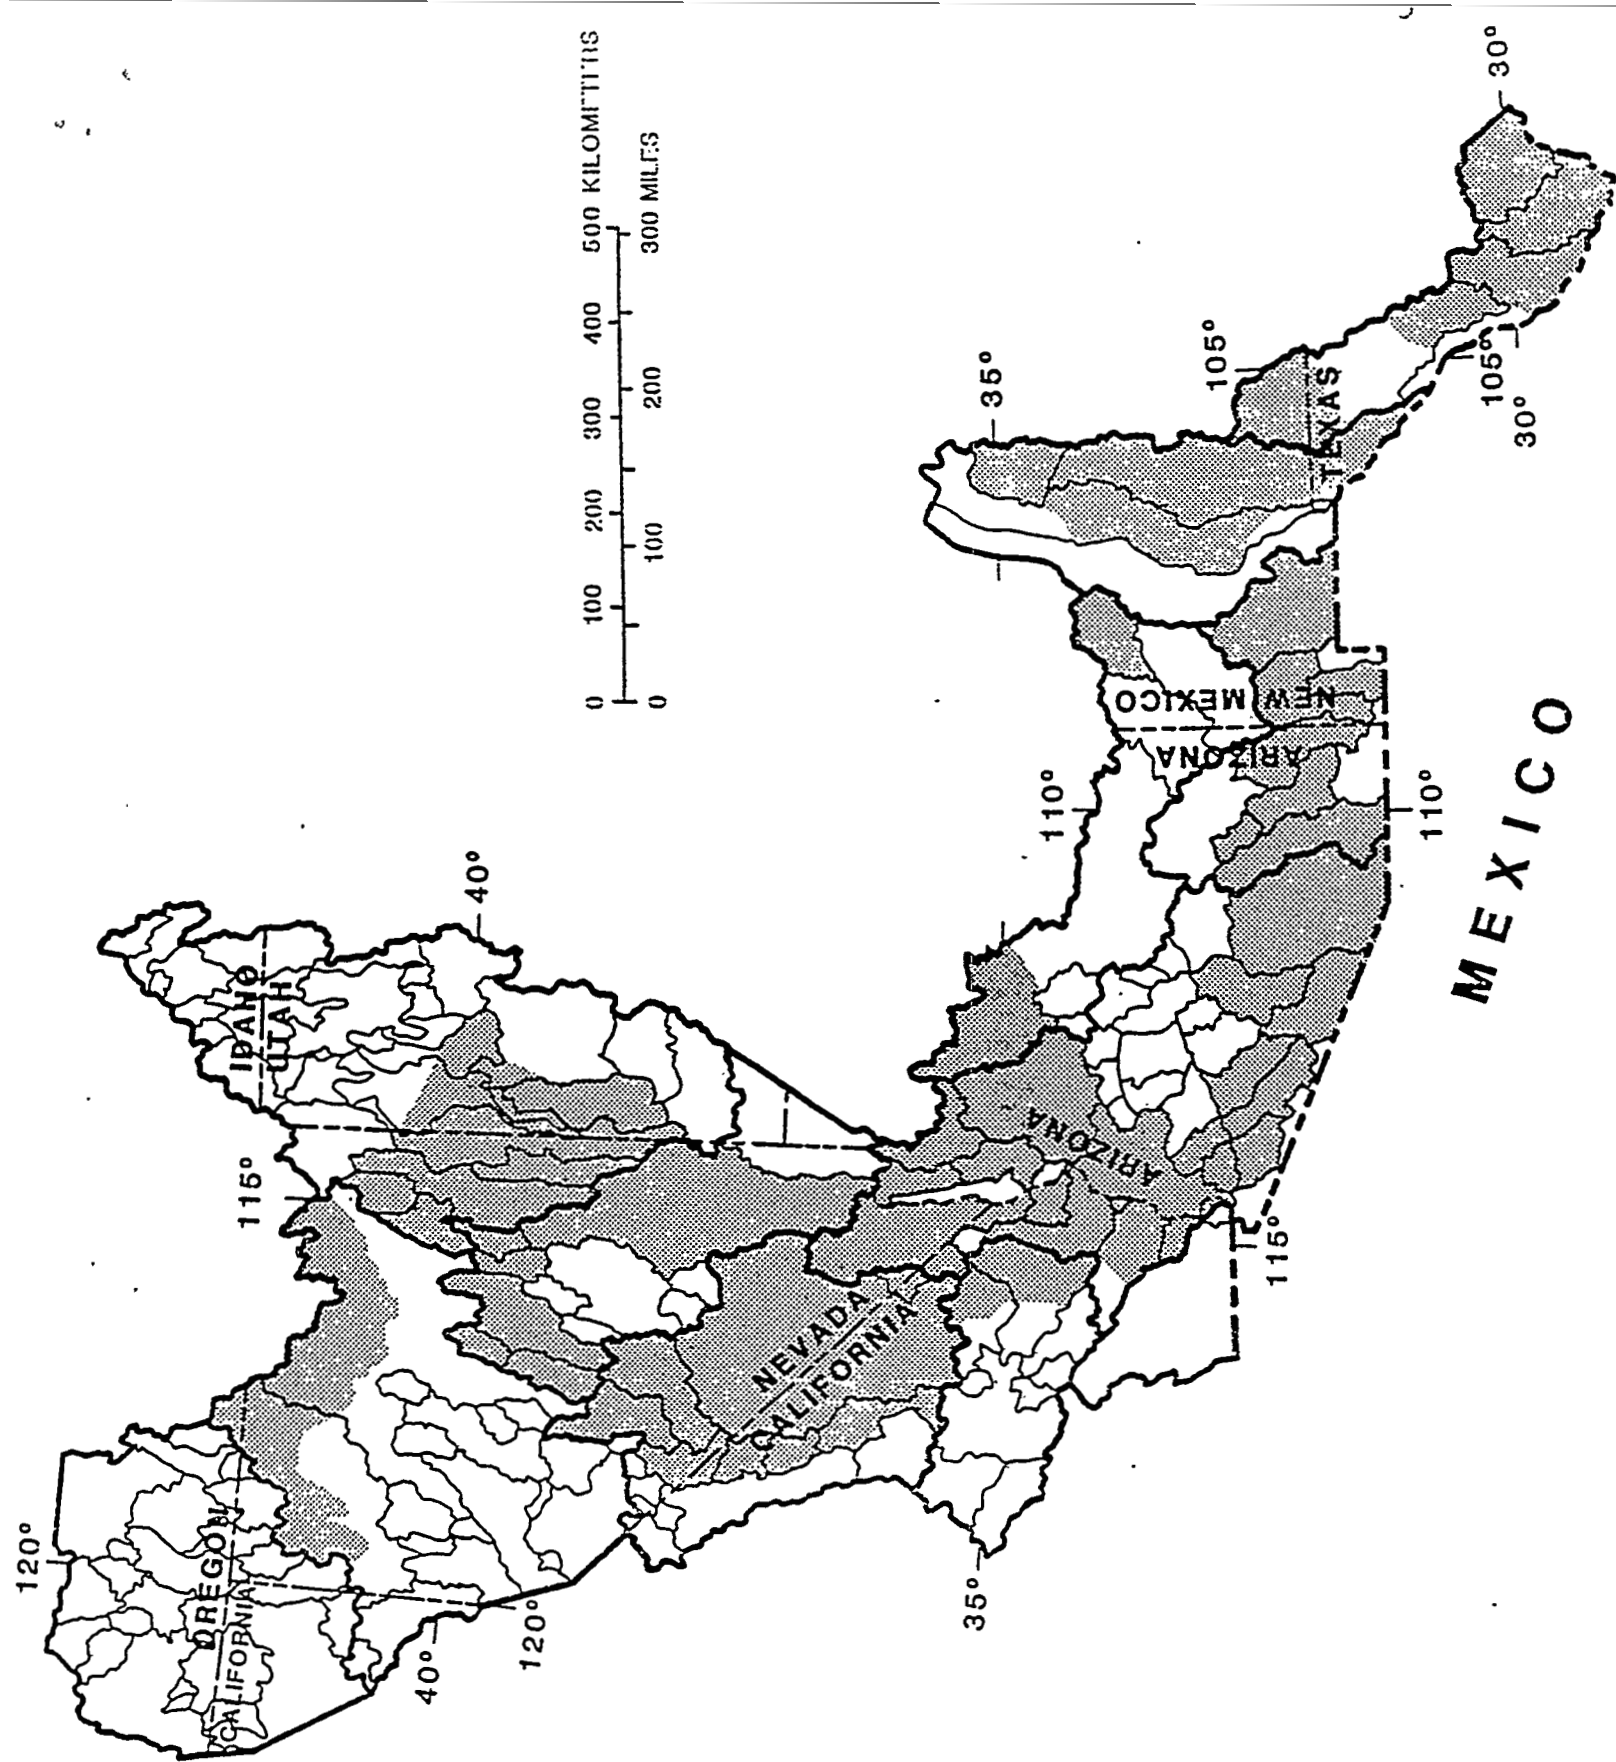 120°
OREGON
CALIFORNIA
IDAHO
115°
UTAH
40°
40°
120°
0 100 200 300 400 500 KILOMETERS
0 100 200 300 MILES
NEVADA
CALIFORNIA
35°
35°
110°
ARIZONA
NEW MEXICO
ARIZONA
105°
115°
TEXAS
110°
105°
30°
30°
MEXICO